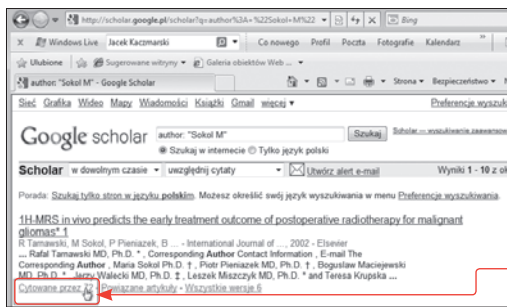 http://scholar.google.pl/scholar?q=author%3A+%22Sokol+M%22
Bing
x Windows Live Jacek Kaczmarski Co nowego Profil Poczta Fotografie Kalendarz »
Ulubione Sugerowane witryny Galeria obiektów Web ...
author: "Sokol M" - Google Scholar Strona Bezpieczeństwo
Sieć Grafika Wideo Mapy Wiadomości Książki Gmail więcej ▼ Preferencje wyszuk
Google scholar author: "Sokol M" Szukaj Scholar — wyszukiwanie zaawansow
Szukaj w internecie Tylko język polski
Scholar w dowolnym czasie uwzględnij cytaty Utwórz alert e-mail Wyniki 1 - 10 z ok
Porada: Szukaj tylko stron w języku polskim. Możesz określić swój język wyszukiwania w menu Preferencje wyszukiwania.
1H-MRS in vivo predicts the early treatment outcome of postoperative radiotherapy for malignant
gliomas* 1
R Tarnawski, M Sokol, P Pieniazek, B ... - International Journal of ..., 2002 - Elsevier
... Rafal Tarnawski MD, Ph.D. * , Corresponding Author Contact Information , E-mail The
Corresponding Author , Maria Sokol Ph.D. † , Piotr Pieniazek MD, Ph.D. † , Boguslaw Maciejewski
MD, Ph.D. * , Jerzy Walecki MD, Ph.D. ‡ , Leszek Miszczyk MD, Ph.D. * and Teresa Krupska ...
Cytowane przez 72 - Powiązane artykuły - Wszystkie wersje 6